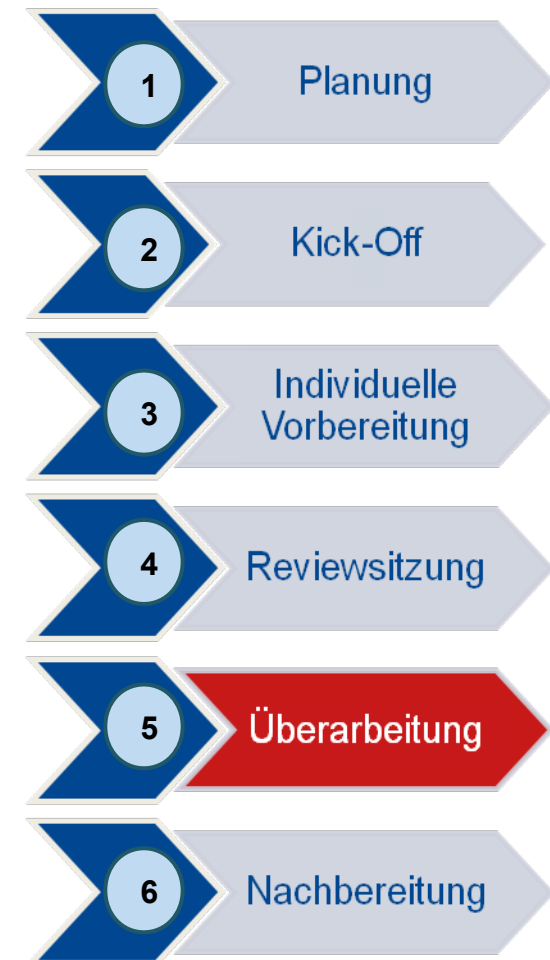 1
Planung
2
Kick-Off
3
Individuelle
Vorbereitung
4
Reviewsitzung
5
Überarbeitung
6
Nachbereitung